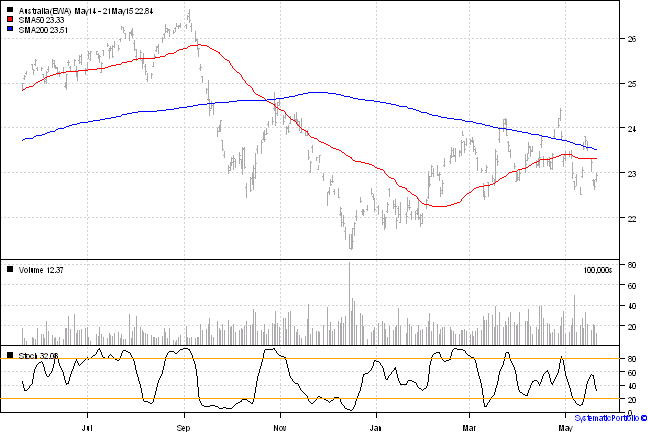 Australia(EWA) May14 - 21May15 22.84
SMA50 23.33
SMA200 23.51
26
25
24
23
22
Volume 12.37
100,000s
80
60
40
20
Stoch 32.08
80
60
40
20
0
Jul Sep Nov Jan Mar May
SystematicPortfolio ©